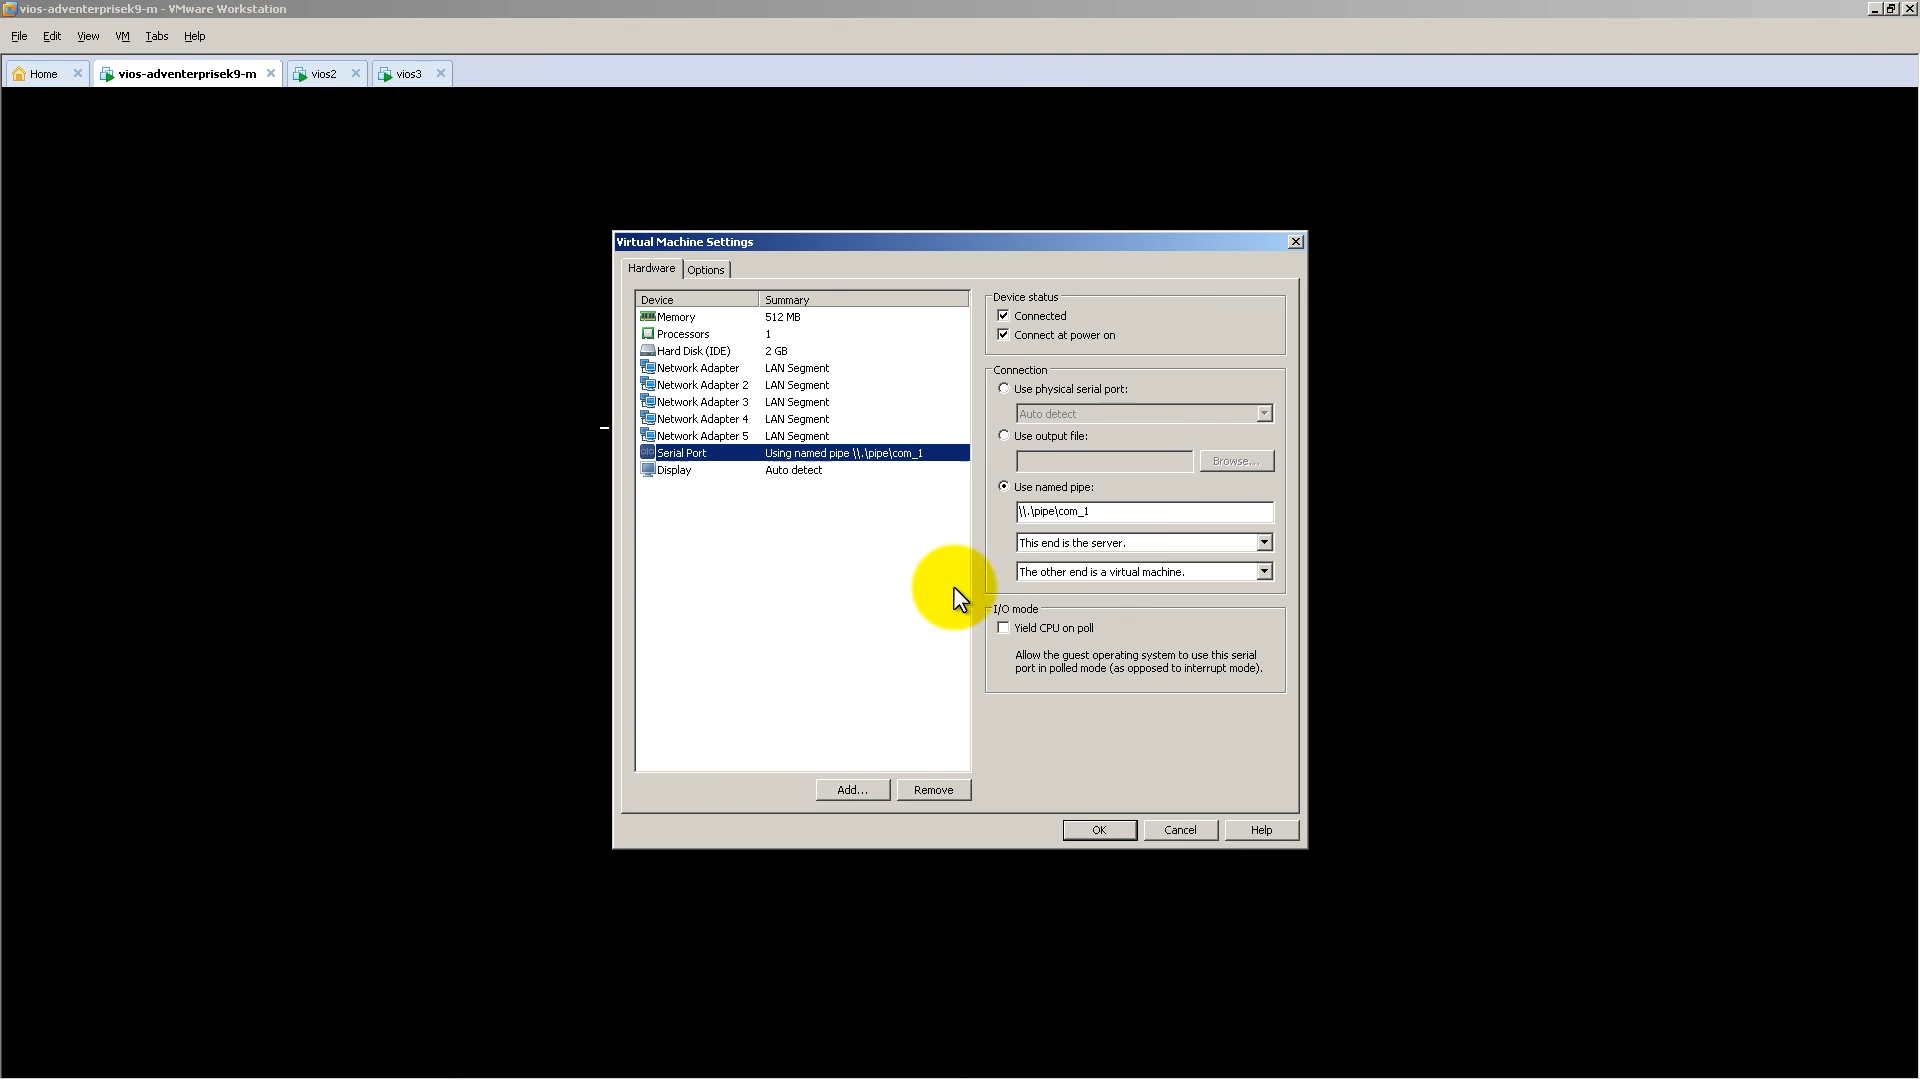 vios-adventerprisek9-m - VMware Workstation
File Edit View VM Tabs Help
Home vios-adventerprisek9-m vios2 vios3
Virtual Machine Settings
Hardware Options
Device Summary
Memory 512 MB
Processors 1
Hard Disk (IDE) 2 GB
Network Adapter LAN Segment
Network Adapter 2 LAN Segment
Network Adapter 3 LAN Segment
Network Adapter 4 LAN Segment
Network Adapter 5 LAN Segment
Serial Port Using named pipe \\.\pipe\com_1
Display Auto detect
Add... Remove
Device status
Connected
Connect at power on
Connection
Use physical serial port:
Auto detect
Use output file:
Browse...
Use named pipe:
\\.\pipe\com_1
This end is the server.
The other end is a virtual machine.
I/O mode
Yield CPU on poll
Allow the guest operating system to use this serial
port in polled mode (as opposed to interrupt mode).
OK Cancel Help